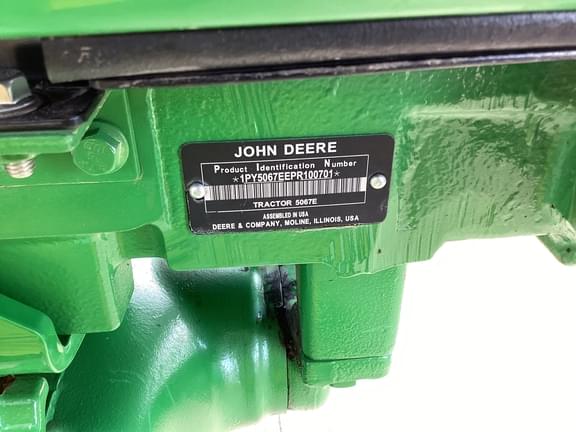 JOHN DEERE
Product Identification Number
*1PY5067EEPR100701*
TRACTOR 5067E
ASSEMBLED IN USA
DEERE & COMPANY, MOLINE, ILLINOIS, USA